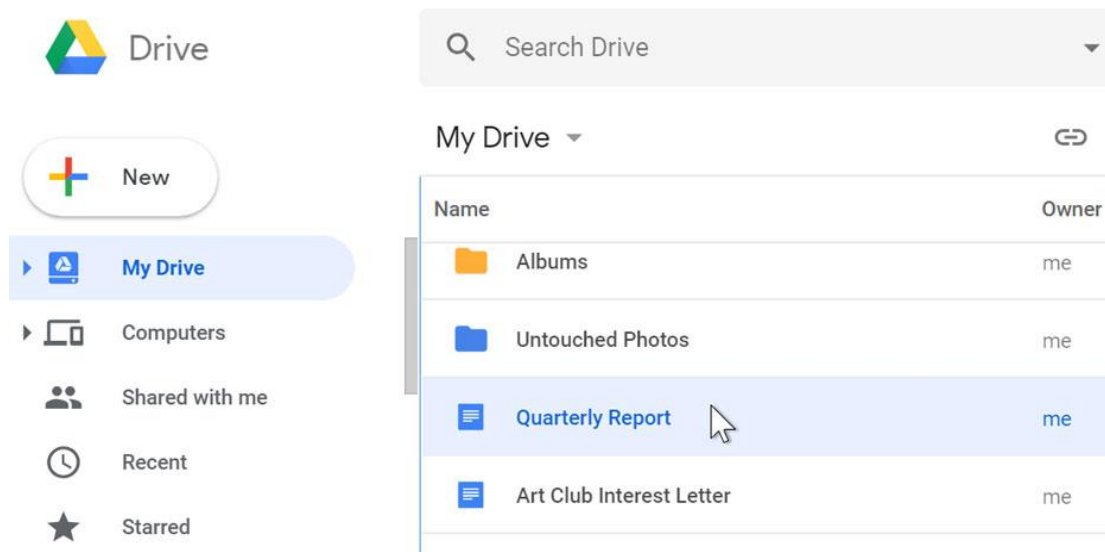 Drive
Search Drive
New
My Drive
Computers
Shared with me
Recent
Starred
My Drive
Name Owner
Albums me
Untouched Photos me
Quarterly Report me
Art Club Interest Letter me